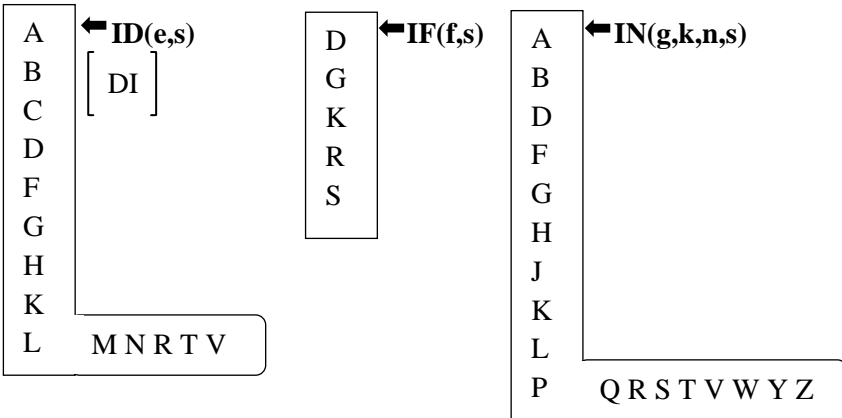 A
ID(e,s)
B
DI
C
D
F
G
H
K
L
M N R T V
D
IF(f,s)
G
K
R
S
A
IN(g,k,n,s)
B
D
F
G
H
J
K
L
P
Q R S T V W Y Z